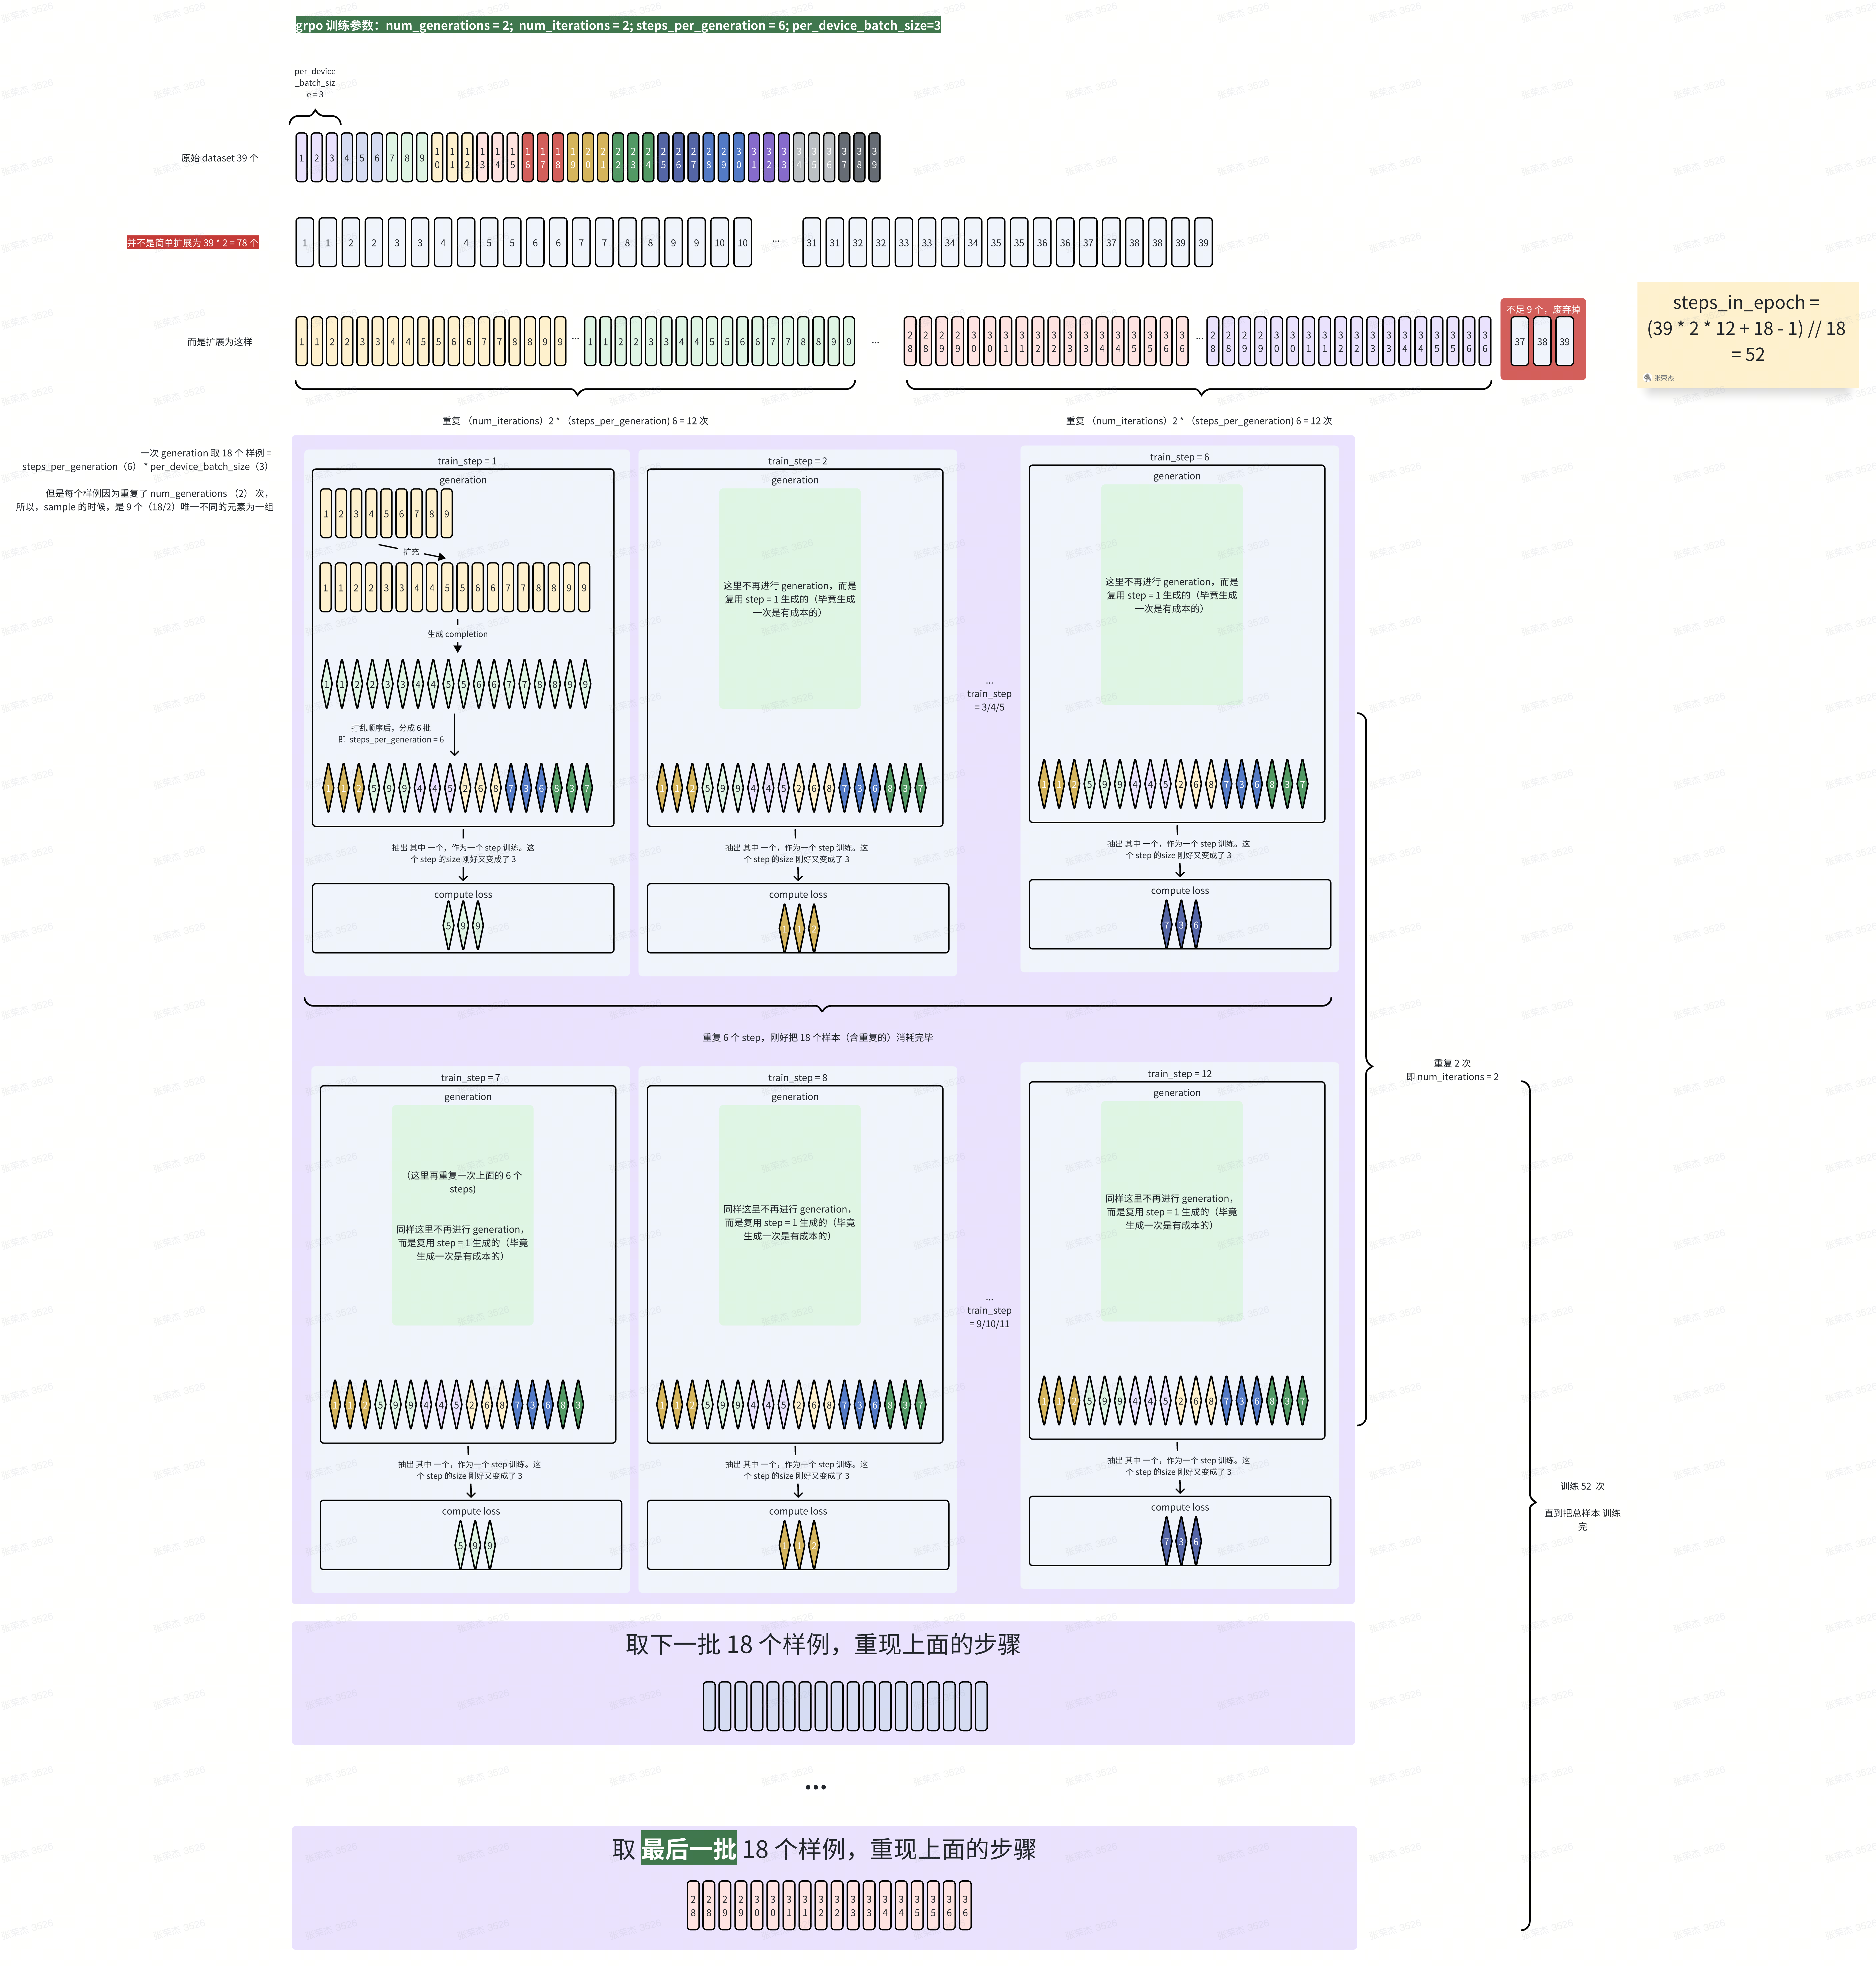 grpo 训练参数：num_generations = 2; num_iterations = 2; steps_per_generation = 6; per_device_batch_size=3
per_device
_batch_siz
e = 3
原始 dataset 39 个
1 2 3 4 5 6 7 8 9 10 11 12 13 14 15 16 17 18 19 20 21 22 23 24 25 26 27 28 29 30 31 32 33 34 35 36 37 38 39
并不是简单扩展为 39 * 2 = 78 个
1 1 2 2 3 3 4 4 5 5 6 6 7 7 8 8 9 9 10 10 ... 31 31 32 32 33 33 34 34 35 35 36 36 37 37 38 38 39 39
而是扩展为这样
1 1 2 2 3 3 4 4 5 5 6 6 7 7 8 8 9 9 ... 1 1 2 2 3 3 4 4 5 5 6 6 7 7 8 8 9 9 ... 28 28 29 29 30 30 31 31 32 32 33 33 34 34 35 35 36 36 ... 28 28 29 29 30 30 31 31 32 32 33 33 34 34 35 35 36 36
不足 9 个，废弃掉
37 38 39
steps_in_epoch =
(39 * 2 * 12 + 18 - 1) // 18
= 52
张荣杰
重复 （num_iterations）2 * （steps_per_generation) 6 = 12 次
重复 （num_iterations）2 * （steps_per_generation) 6 = 12 次
一次 generation 取 18 个 样例 =
steps_per_generation（6） * per_device_batch_size（3）
但是每个样例因为重复了 num_generations （2） 次，
所以，sample 的时候，是 9 个（18/2）唯一不同的元素为一组
train_step = 1
generation
1 2 3 4 5 6 7 8 9
扩充
1 1 2 2 3 3 4 4 5 5 6 6 7 7 8 8 9 9
生成 completion
1 1 2 2 3 3 4 4 5 5 6 6 7 7 8 8 9 9
打乱顺序后，分成 6 批
即 steps_per_generation = 6
1 1 2 5 9 9 4 4 5 2 6 8 7 3 6 8 3 7
抽出 其中 一个，作为一个 step 训练。这
个 step 的size 刚好又变成了 3
compute loss
5 9 9
train_step = 2
generation
这里不再进行 generation，而是
复用 step = 1 生成的（毕竟生成
一次是有成本的）
1 1 2 5 9 9 4 4 5 2 6 8 7 3 6 8 3 7
抽出 其中 一个，作为一个 step 训练。这
个 step 的size 刚好又变成了 3
compute loss
1 1 2
...
train_step
= 3/4/5
train_step = 6
generation
这里不再进行 generation，而是
复用 step = 1 生成的（毕竟生成
一次是有成本的）
1 1 2 5 9 9 4 4 5 2 6 8 7 3 6 8 3 7
抽出 其中 一个，作为一个 step 训练。这
个 step 的size 刚好又变成了 3
compute loss
7 3 6
重复 6 个 step，刚好把 18 个样本（含重复的）消耗完毕
train_step = 7
generation
（这里再重复一次上面的 6 个
steps)
同样这里不再进行 generation，
而是复用 step = 1 生成的（毕竟
生成一次是有成本的）
1 1 2 5 9 9 4 4 5 2 6 8 7 3 6 8 3
抽出 其中 一个，作为一个 step 训练。这
个 step 的size 刚好又变成了 3
compute loss
5 9 9
train_step = 8
generation
同样这里不再进行 generation，
而是复用 step = 1 生成的（毕竟
生成一次是有成本的）
1 1 2 5 9 9 4 4 5 2 6 8 7 3 6 8 3 7
抽出 其中 一个，作为一个 step 训练。这
个 step 的size 刚好又变成了 3
compute loss
1 1 2
...
train_step
= 9/10/11
train_step = 12
generation
同样这里不再进行 generation，
而是复用 step = 1 生成的（毕竟
生成一次是有成本的）
1 1 2 5 9 9 4 4 5 2 6 8 7 3 6 8 3 7
抽出 其中 一个，作为一个 step 训练。这
个 step 的size 刚好又变成了 3
compute loss
7 3 6
重复 2 次
即 num_iterations = 2
训练 52 次
直到把总样本 训练
完
取下一批 18 个样例，重现上面的步骤
...
取 最后一批 18 个样例，重现上面的步骤
28 28 29 29 30 30 31 31 32 32 33 33 34 34 35 35 36 36
张荣杰 3526